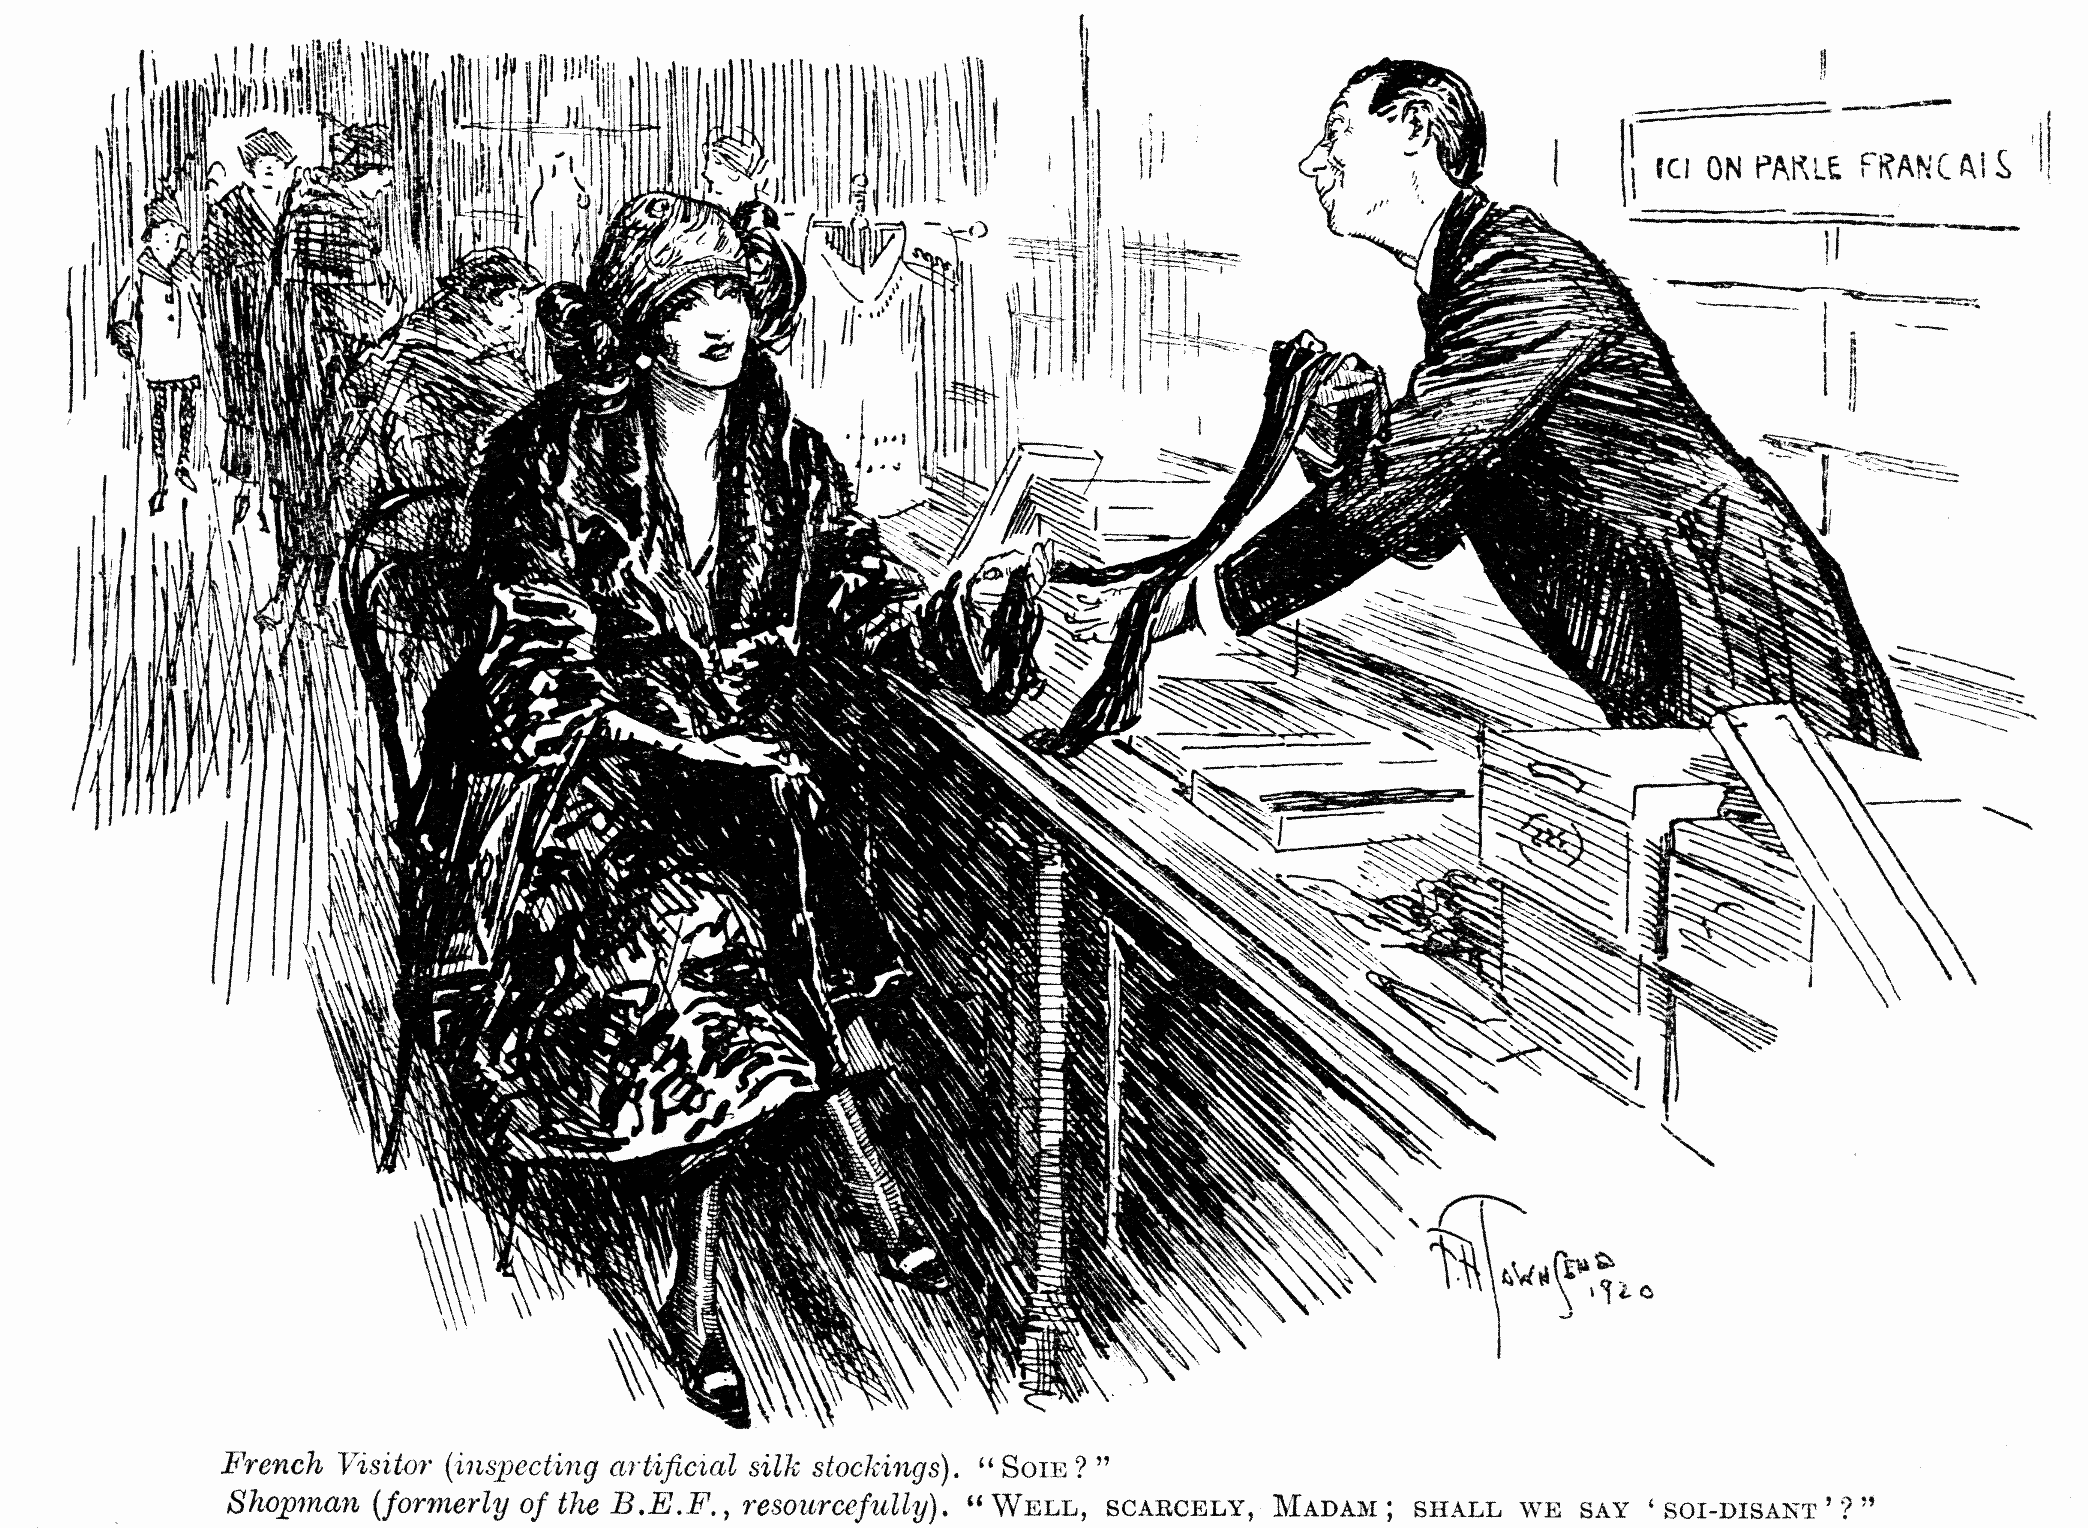 ICI ON PARLE FRANCAIS
F.H. TOWNSEND
1920
French Visitor (inspecting artificial silk stockings). “SOIE?”
Shopman (formerly of the B.E.F., resourcefully). “WELL, SCARCELY, MADAM; SHALL WE SAY ‘SOI-DISANT’?”